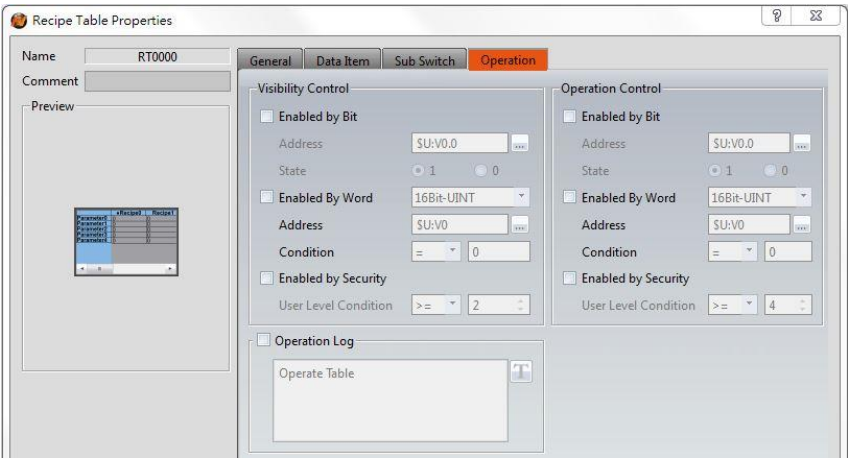 Recipe Table Properties
?
Name RT0000
Comment
Preview
eRecipe0 Recipe1
General Data Item Sub Switch Operation
Visibility Control
Enabled by Bit
Address $U:V0.0 ...
State 1 0
Enabled By Word 16Bit-UINT
Address $U:V0 ...
Condition = 0
Enabled by Security
User Level Condition >= 2
Operation Control
Enabled by Bit
Address $U:V0.0 ...
State 1 0
Enabled By Word 16Bit-UINT
Address $U:V0 ...
Condition = 0
Enabled by Security
User Level Condition >= 4
Operation Log
Operate Table
T